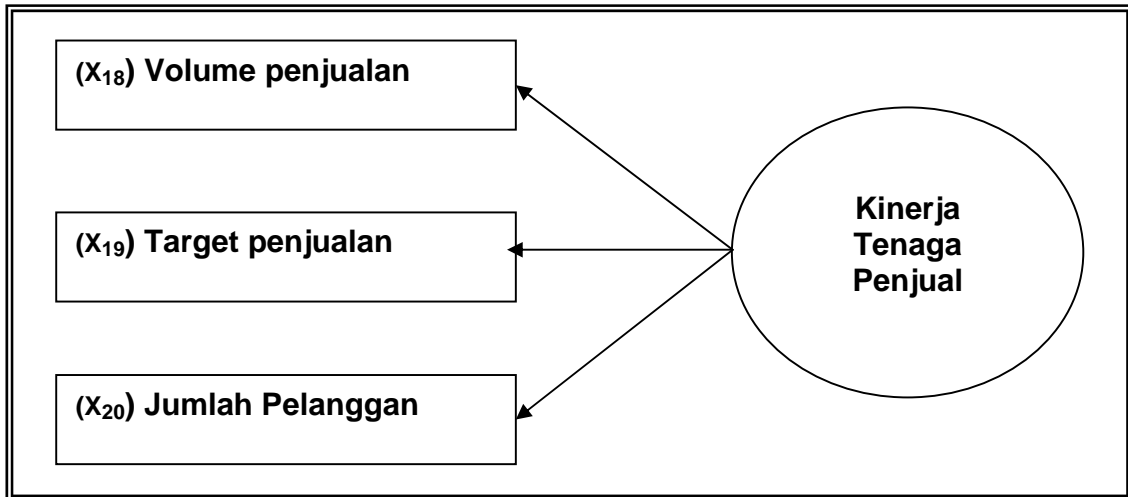 (X₁₈) Volume penjualan
(X₁₉) Target penjualan
(X₂₀) Jumlah Pelanggan
Kinerja
Tenaga
Penjual